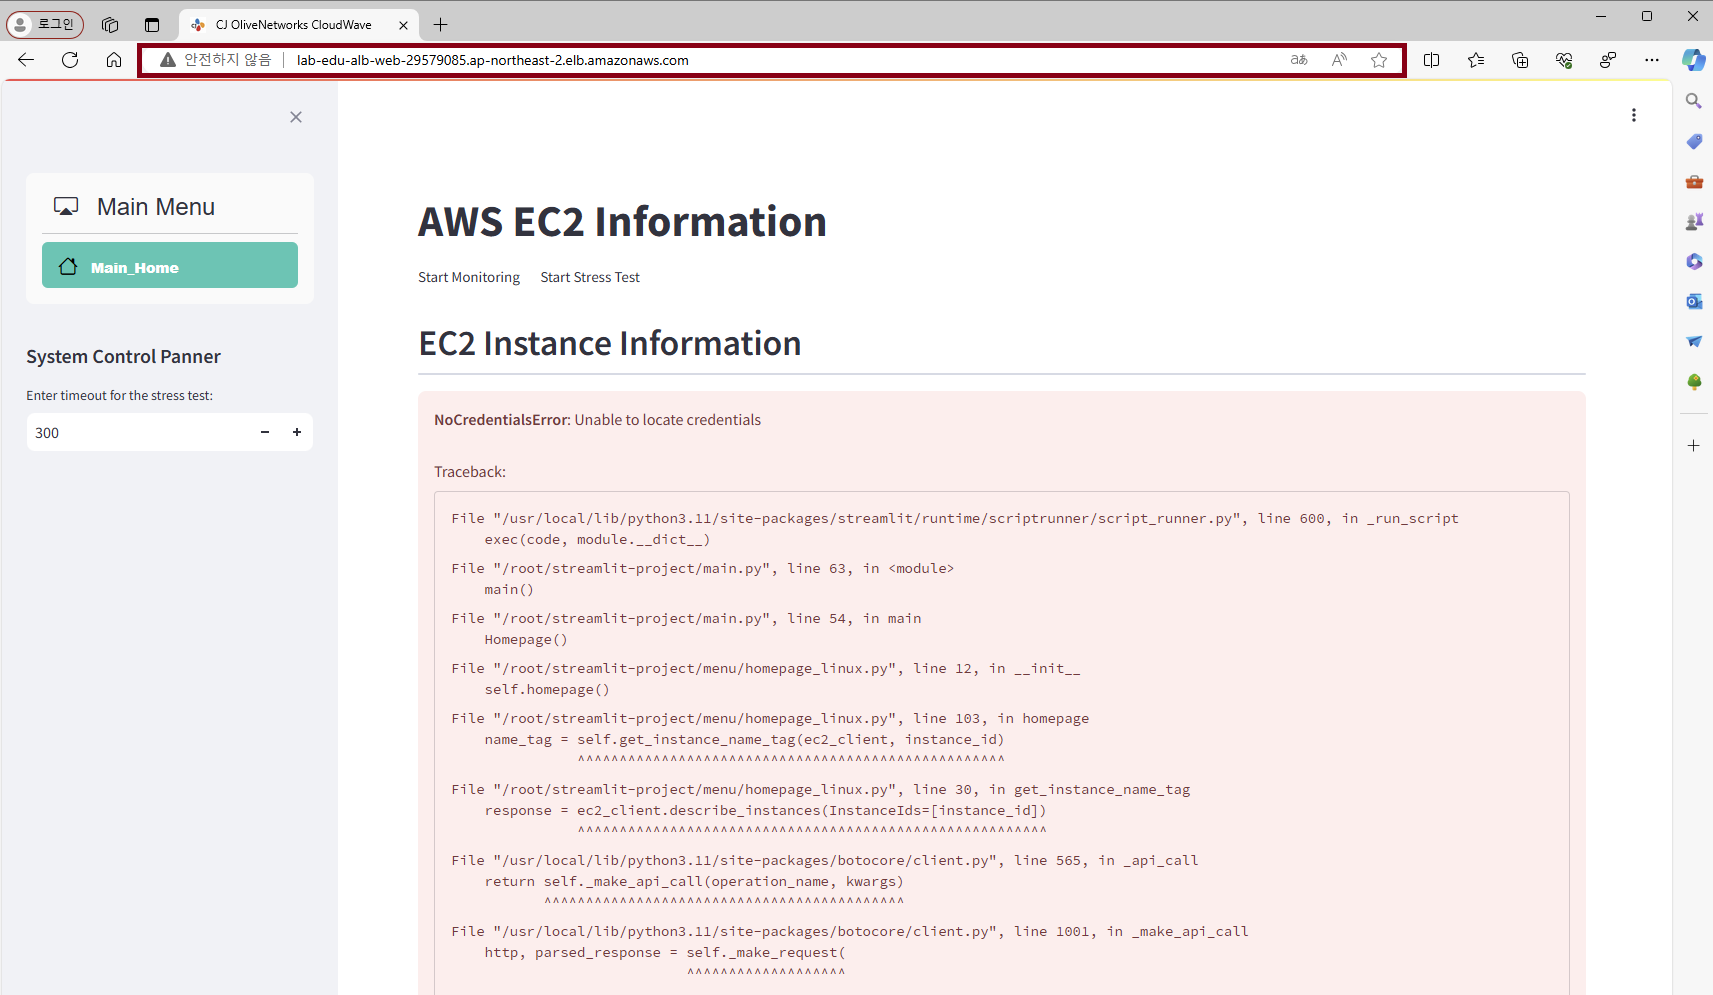 로그인
CJ OliveNetworks CloudWave
안전하지 않음
lab-edu-alb-web-29579085.ap-northeast-2.elb.amazonaws.com
Main Menu
Main_Home
System Control Panner
Enter timeout for the stress test:
300
AWS EC2 Information
Start Monitoring
Start Stress Test
EC2 Instance Information
NoCredentialsError: Unable to locate credentials
Traceback:
File "/usr/local/lib/python3.11/site-packages/streamlit/runtime/scriptrunner/script_runner.py", line 600, in _run_script
exec(code, module.__dict__)
File "/root/streamlit-project/main.py", line 63, in <module>
main()
File "/root/streamlit-project/main.py", line 54, in main
Homepage()
File "/root/streamlit-project/menu/homepage_linux.py", line 12, in __init__
self.homepage()
File "/root/streamlit-project/menu/homepage_linux.py", line 103, in homepage
name_tag = self.get_instance_name_tag(ec2_client, instance_id)
^^^^^^^^^^^^^^^^^^^^^^^^^^^^^^^^^^^^^^^^^^^^^^^^^^^
File "/root/streamlit-project/menu/homepage_linux.py", line 30, in get_instance_name_tag
response = ec2_client.describe_instances(InstanceIds=[instance_id])
^^^^^^^^^^^^^^^^^^^^^^^^^^^^^^^^^^^^^^^^^^^^^^^^^^^^^^^^
File "/usr/local/lib/python3.11/site-packages/botocore/client.py", line 565, in _api_call
return self._make_api_call(operation_name, kwargs)
^^^^^^^^^^^^^^^^^^^^^^^^^^^^^^^^^^^^^^^^^^^
File "/usr/local/lib/python3.11/site-packages/botocore/client.py", line 1001, in _make_api_call
http, parsed_response = self._make_request(
^^^^^^^^^^^^^^^^^^^